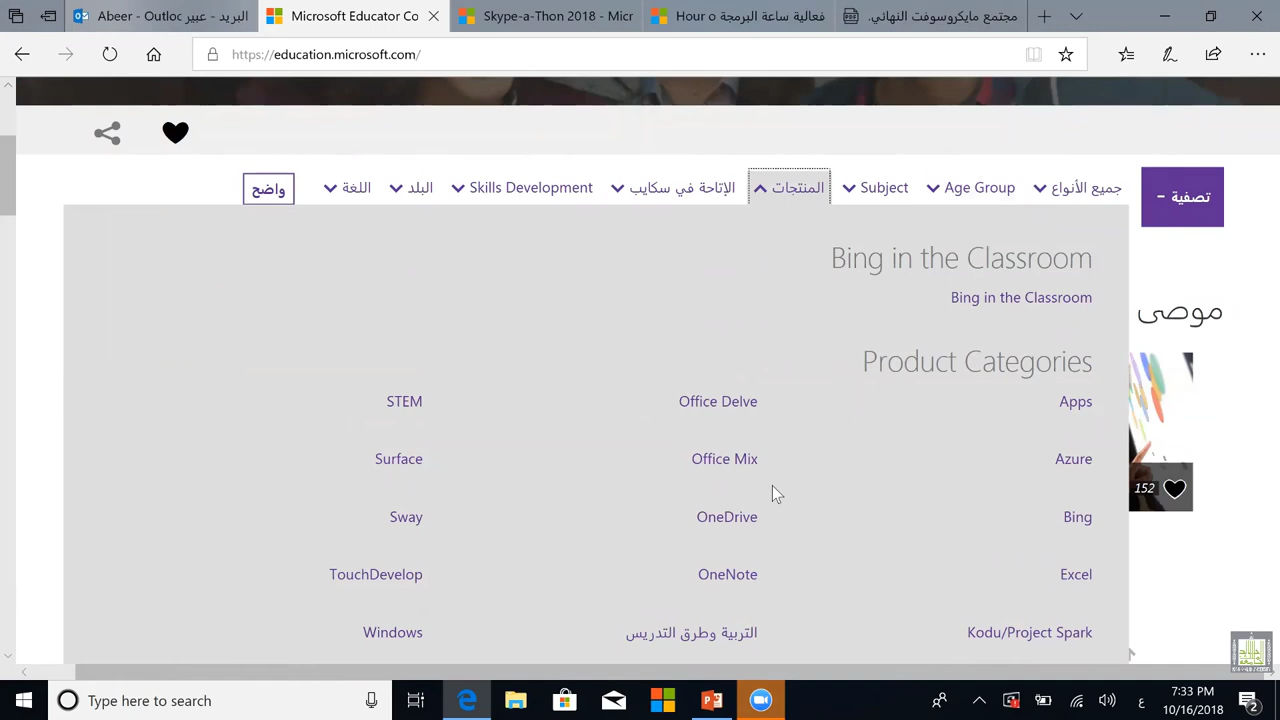 Abeer - Outloc البريد - عبير
Microsoft Educator Co
Skype-a-Thon 2018 - Micr
Hour o فعالية ساعة البرمجة
مجتمع مايكروسوفت النهائي.
https://education.microsoft.com/
تصفية -
جميع الأنواع
Age Group
Subject
المنتجات
الإتاحة في سكايب
Skills Development
البلد
اللغة
واضح
Bing in the Classroom
Bing in the Classroom
موصى
Product Categories
Apps
Office Delve
STEM
Azure
Office Mix
Surface
152
Bing
OneDrive
Sway
Excel
OneNote
TouchDevelop
Kodu/Project Spark
التربية وطرق التدريس
Windows
Type here to search
ع
7:33 PM
10/16/2018
2